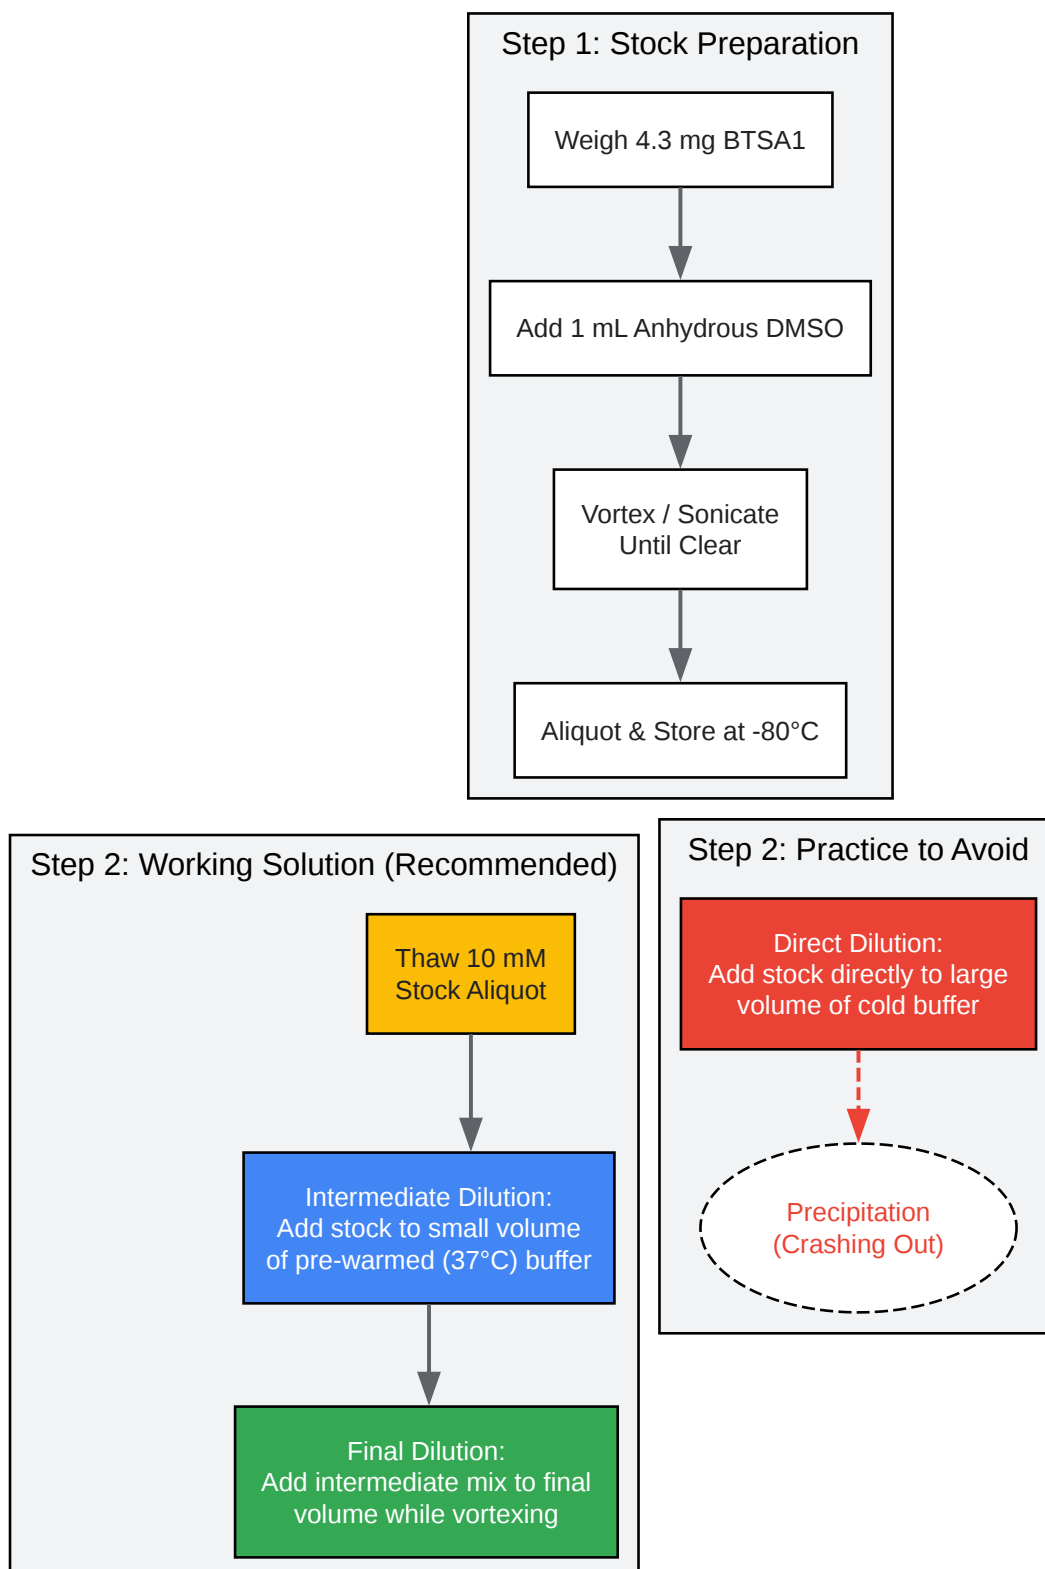 Step 1: Stock Preparation
Weigh 4.3 mg BTSA1
Add 1 mL Anhydrous DMSO
Vortex / Sonicate
Until Clear
Aliquot & Store at -80°C
Step 2: Working Solution (Recommended)
Thaw 10 mM
Stock Aliquot
Intermediate Dilution:
Add stock to small volume
of pre-warmed (37°C) buffer
Final Dilution:
Add intermediate mix to final
volume while vortexing
Step 2: Practice to Avoid
Direct Dilution:
Add stock directly to large
volume of cold buffer
Precipitation
(Crashing Out)